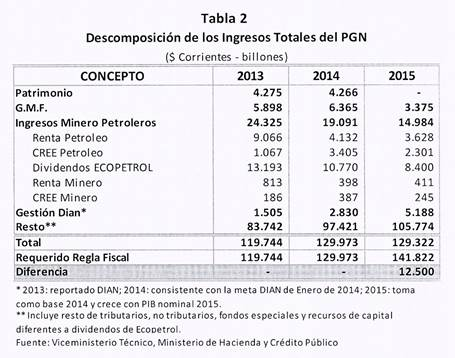 Tabla 2
Descomposición de los Ingresos Totales del PGN
($ Corrientes - billones)
CONCEPTO 2013 2014 2015
Patrimonio 4.275 4.266 -
G.M.F. 5.898 6.365 3.375
Ingresos Minero Petroleros 24.325 19.091 14.984
Renta Petroleo 9.066 4.132 3.628
CREE Petroleo 1.067 3.405 2.301
Dividendos ECOPETROL 13.193 10.770 8.400
Renta Minero 813 398 411
CREE Minero 186 387 245
Gestión Dian* 1.505 2.830 5.188
Resto** 83.742 97.421 105.774
Total 119.744 129.973 129.322
Requerido Regla Fiscal 119.744 129.973 141.822
Diferencia - - 12.500
* 2013: reportado DIAN; 2014: consistente con la meta DIAN de Enero de 2014; 2015: toma
como base 2014 y crece con PIB nominal 2015.
** Incluye resto de tributarios, no tributarios, fondos especiales y recursos de capital
diferentes a dividendos de Ecopetrol.
Fuente: Viceministerio Técnico, Ministerio de Hacienda y Crédito Público